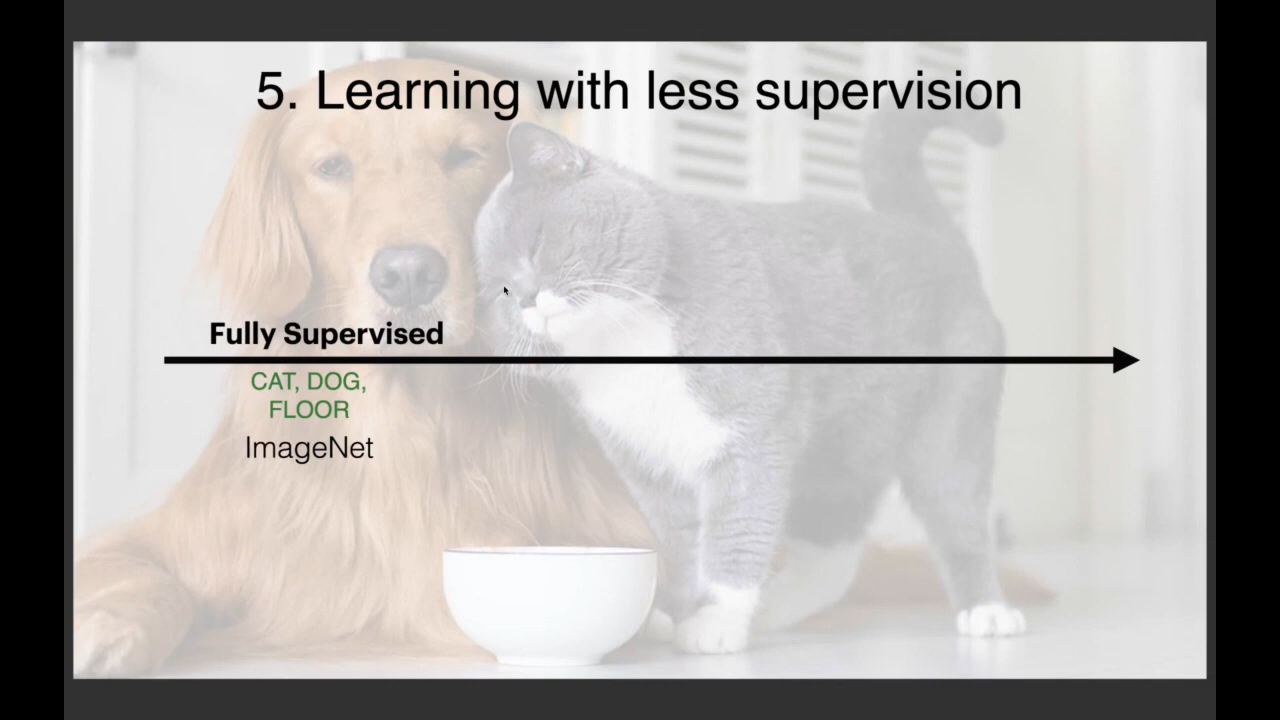 5. Learning with less supervision
Fully Supervised
CAT, DOG,
FLOOR
ImageNet